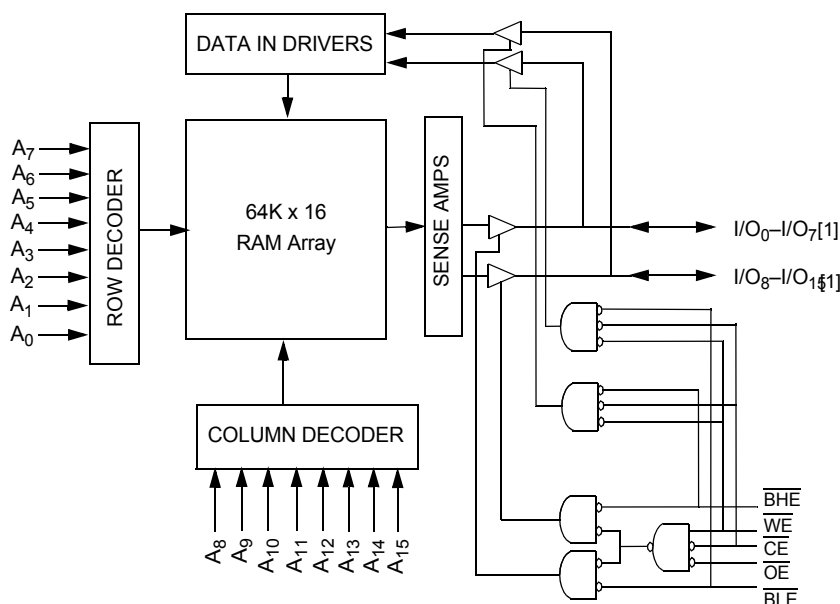 DATA IN DRIVERS
A7
A6
A5
A4
A3
A2
A1
A0
ROW DECODER
64K x 16
RAM Array
SENSE AMPS
I/O0–I/O7[1]
I/O8–I/O15[1]
COLUMN DECODER
A8
A9
A10
A11
A12
A13
A14
A15
BHE
WE
CE
OE
BLE